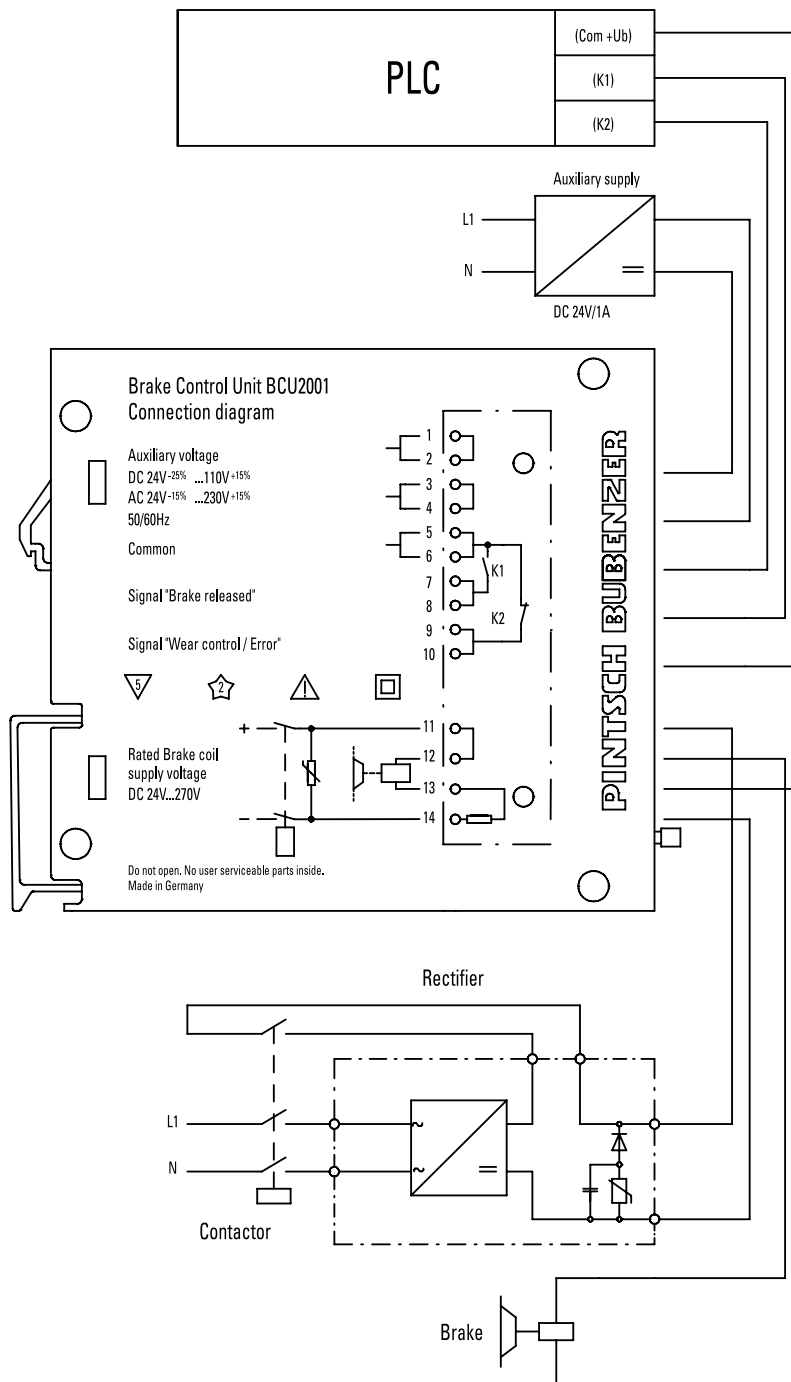 PLC
(Com +Ub)
(K1)
(K2)
Auxiliary supply
L1
N
DC 24V/1A
Brake Control Unit BCU2001
Connection diagram
Auxiliary voltage
DC 24V-25% ...110V+15%
AC 24V-15% ...230V+15%
50/60Hz
Common
Signal "Brake released"
Signal "Wear control / Error"
5
2
!
1
2
3
4
5
6
7
8
9
10
K1
K2
PINTSCH BUBENZER
+
-
11
12
13
14
Rated Brake coil
supply voltage
DC 24V...270V
Do not open. No user serviceable parts inside.
Made in Germany
Rectifier
L1
N
~
~
Contactor
Brake